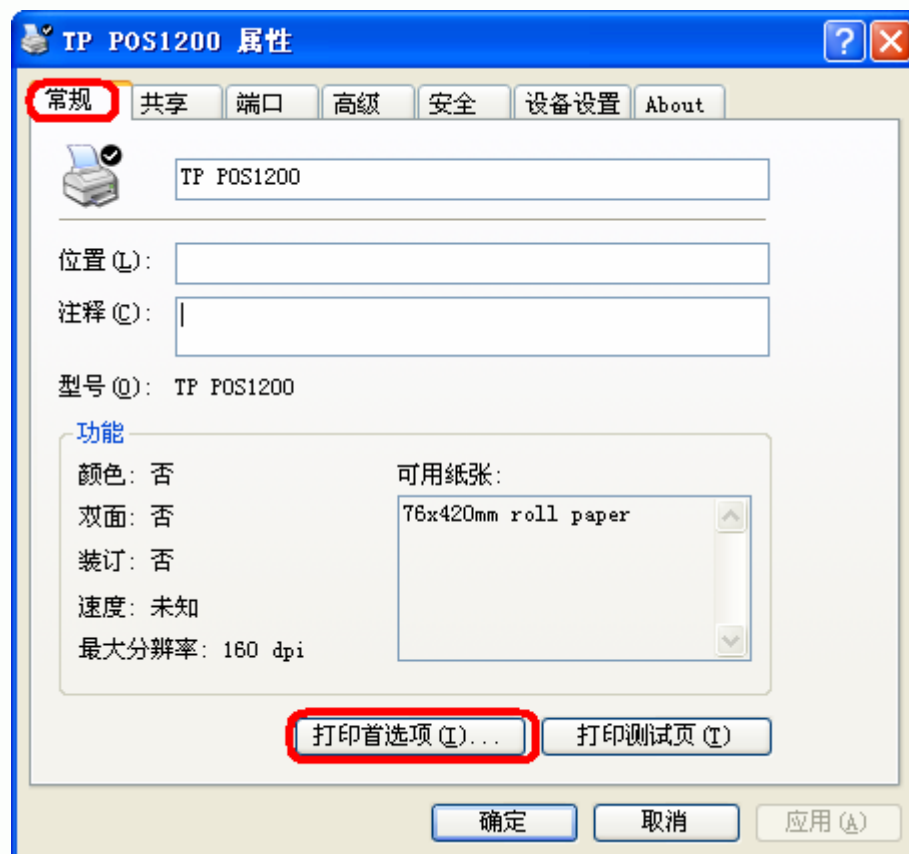 TP POS1200 属性
常规 共享 端口 高级 安全 设备设置 About
TP POS1200
位置(L):
注释(C):
型号(O): TP POS1200
功能
颜色: 否
双面: 否
装订: 否
速度: 未知
最大分辨率: 160 dpi
可用纸张:
76x420mm roll paper
打印首选项(I)... 打印测试页(T)
确定 取消 应用(A)